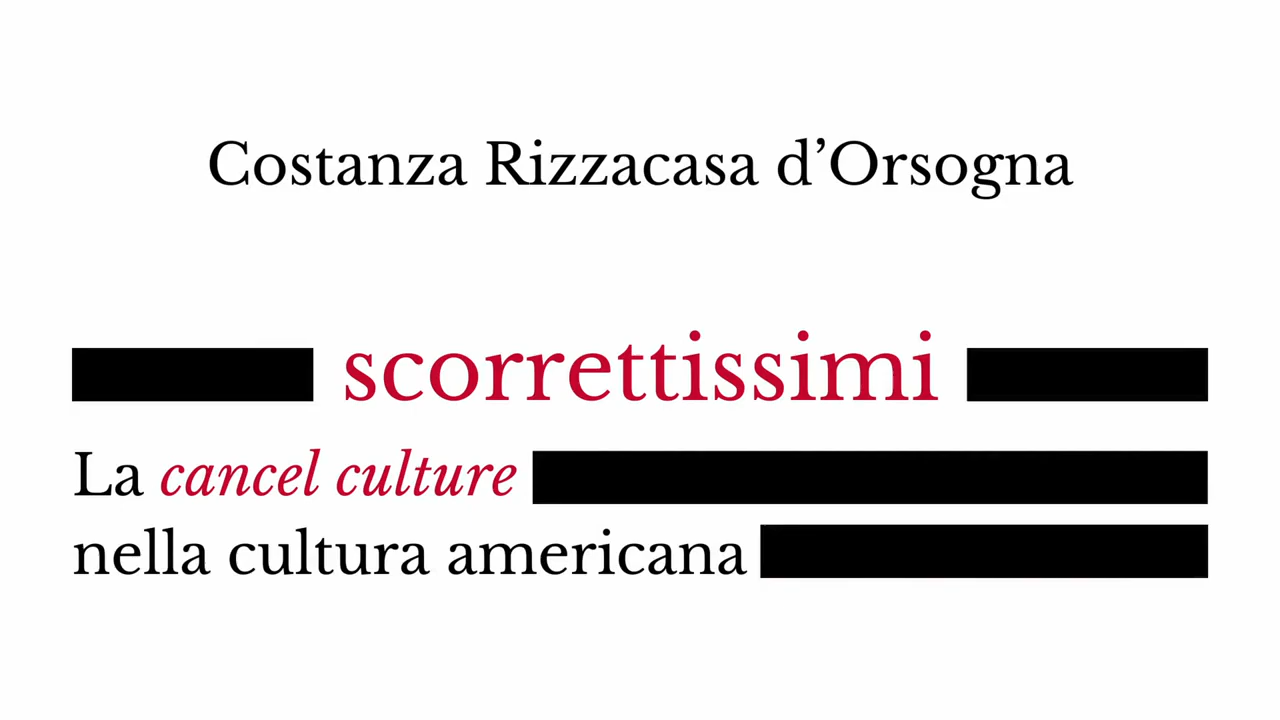 Costanza Rizzacasa d’Orsogna
scorrettissimi
La cancel culture
nella cultura americana